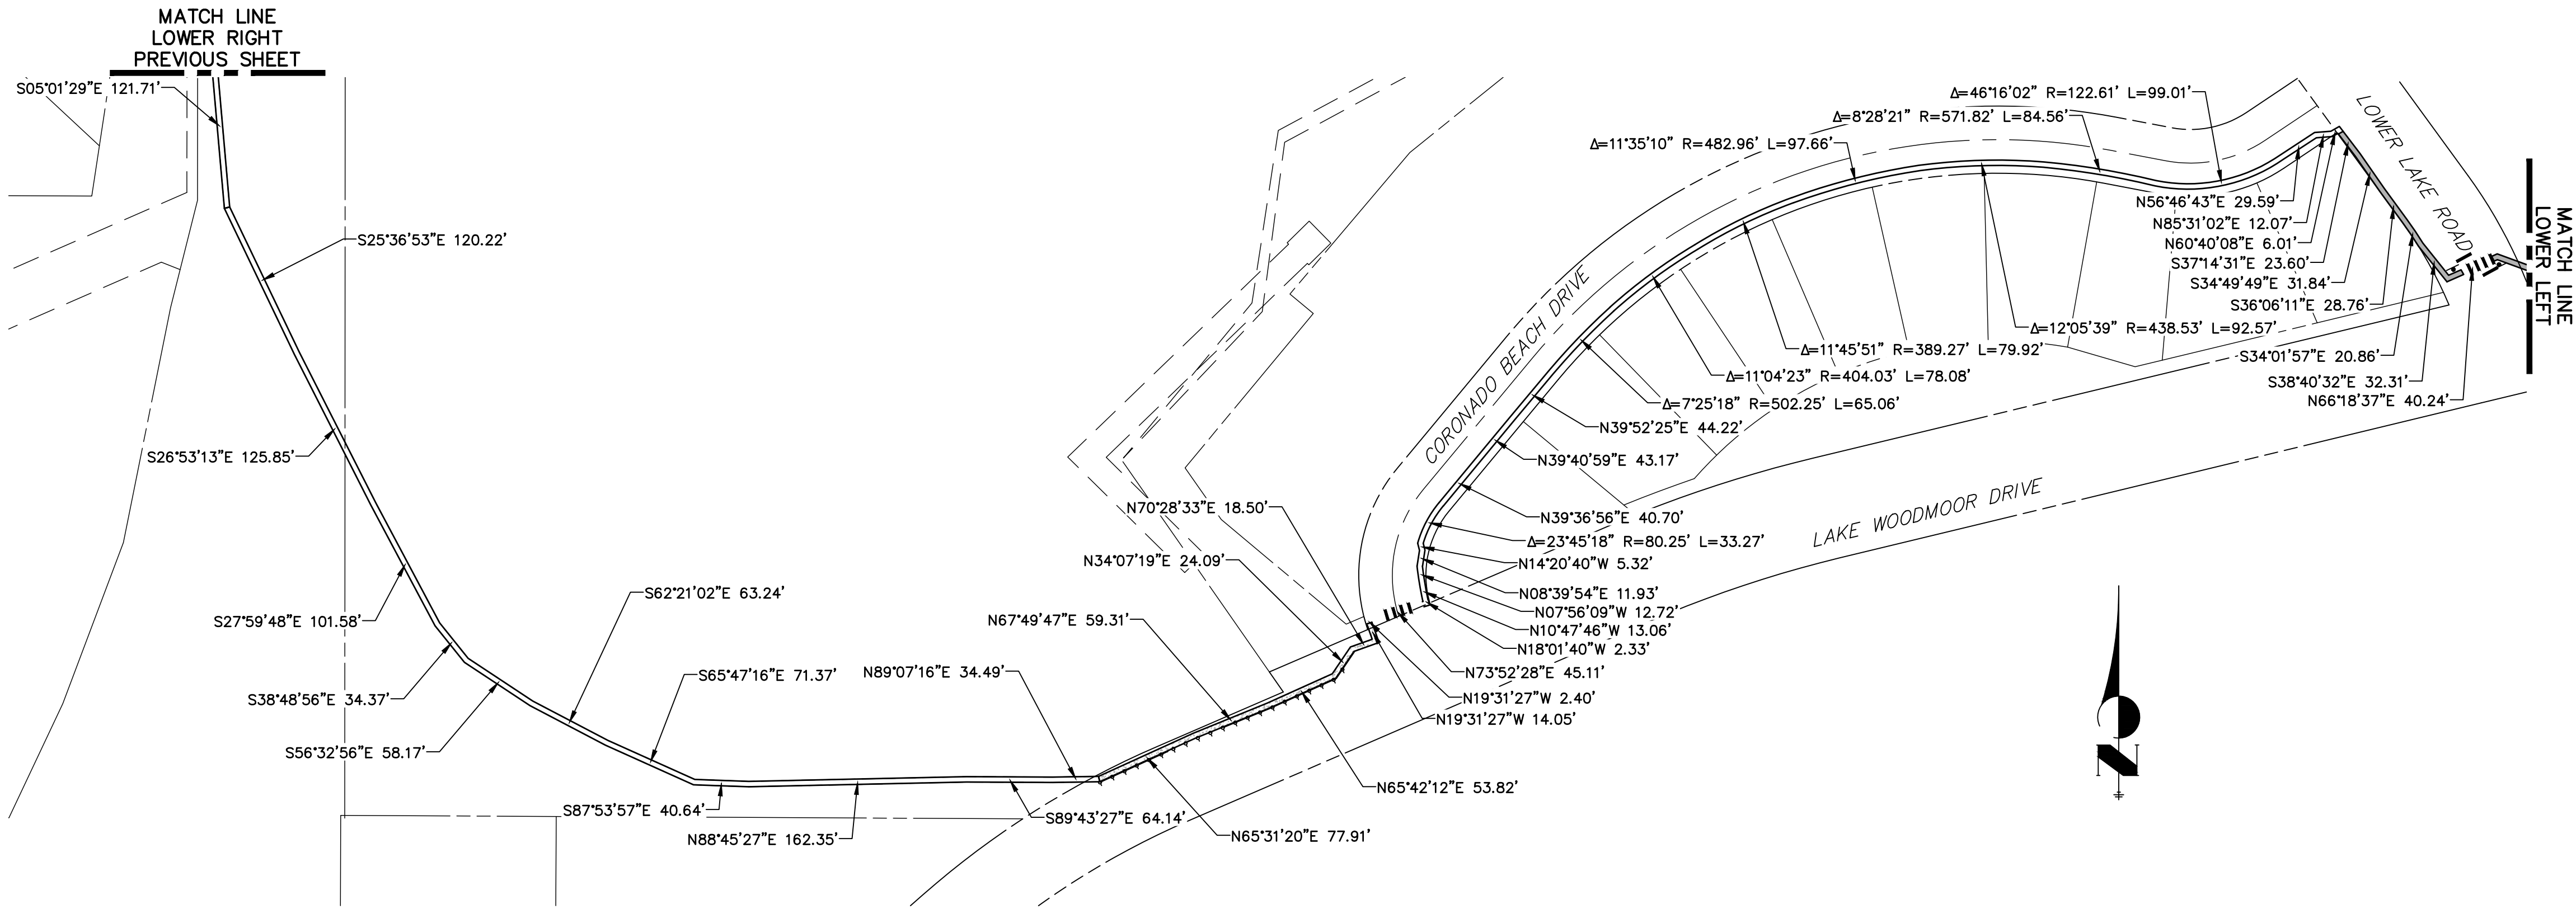 MATCH LINE
LOWER RIGHT
PREVIOUS SHEET
S05°01'29"E 121.71'
S25°36'53"E 120.22'
S26°53'13"E 125.85'
S27°59'48"E 101.58'
S38°48'56"E 34.37'
S56°32'56"E 58.17'
S62°21'02"E 63.24'
S65°47'16"E 71.37'
S87°53'57"E 40.64'
N88°45'27"E 162.35'
S89°43'27"E 64.14'
N89°07'16"E 34.49'
N65°31'20"E 77.91'
N67°49'47"E 59.31'
N65°42'12"E 53.82'
N34°07'19"E 24.09'
N70°28'33"E 18.50'
N19°31'27"W 14.05'
N19°31'27"W 2.40'
N73°52'28"E 45.11'
N18°01'40"W 2.33'
N10°47'46"W 13.06'
N07°56'09"W 12.72'
N08°39'54"E 11.93'
N14°20'40"W 5.32'
Δ=23°45'18" R=80.25' L=33.27'
N39°36'56"E 40.70'
N39°40'59"E 43.17'
N39°52'25"E 44.22'
Δ=7°25'18" R=502.25' L=65.06'
Δ=11°04'23" R=404.03' L=78.08'
Δ=11°45'51" R=389.27' L=79.92'
Δ=12°05'39" R=438.53' L=92.57'
Δ=11°35'10" R=482.96' L=97.66'
Δ=8°28'21" R=571.82' L=84.56'
Δ=46°16'02" R=122.61' L=99.01'
N56°46'43"E 29.59'
N85°31'02"E 12.07'
N60°40'08"E 6.01'
S37°14'31"E 23.60'
S34°49'49"E 31.84'
S36°06'11"E 28.76'
S34°01'57"E 20.86'
S38°40'32"E 32.31'
N66°18'37"E 40.24'
CORONADO BEACH DRIVE
LAKE WOODMOOR DRIVE
LOWER LAKE ROAD
MATCH LINE
LOWER LEFT
N